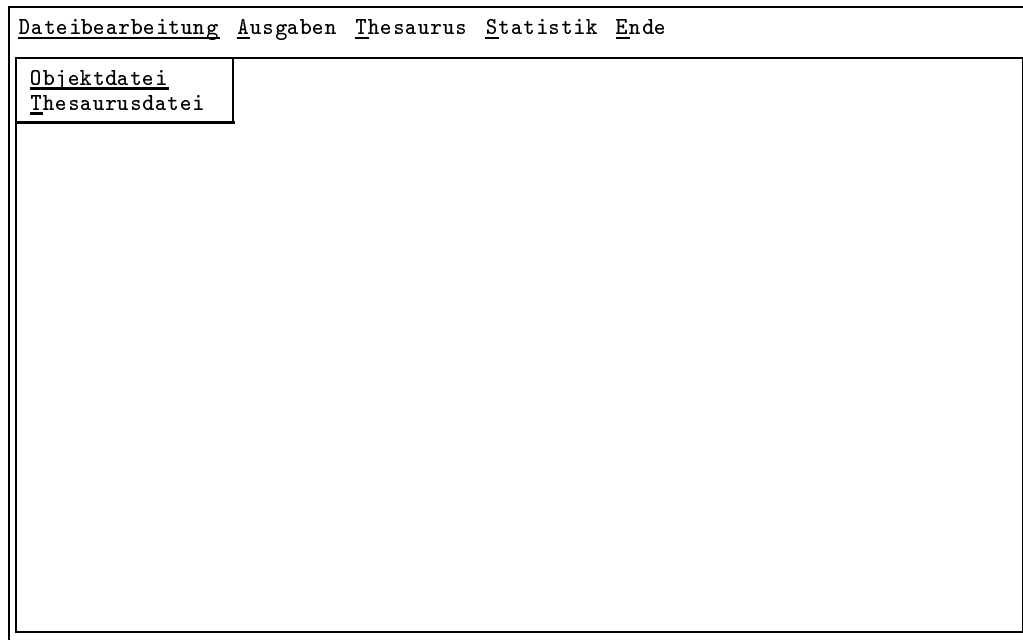 Dateibearbeitung Ausgaben Thesaurus Statistik Ende
Objektdatei
Thesaurusdatei